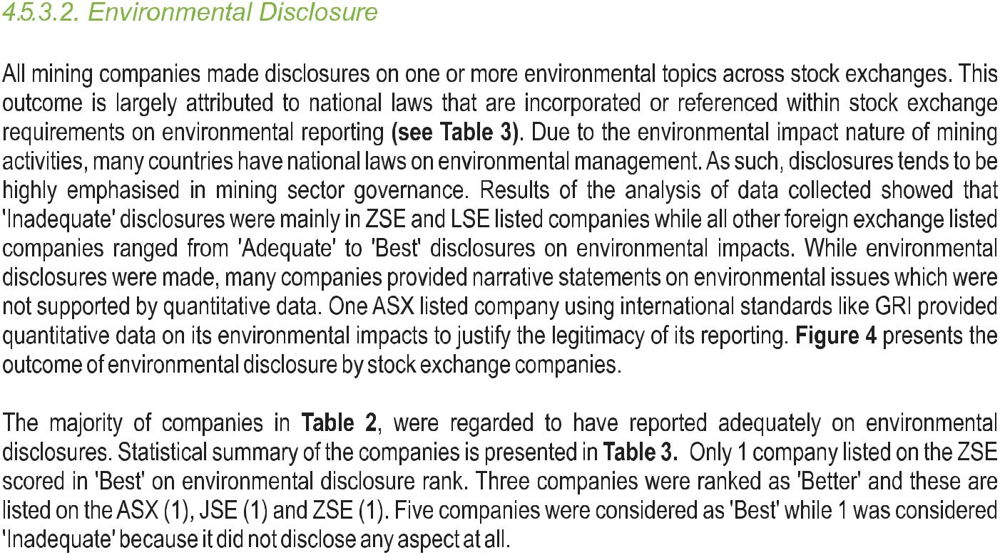 4.5.3.2. Environmental Disclosure
All mining companies made disclosures on one or more environmental topics across stock exchanges. This
outcome is largely attributed to national laws that are incorporated or referenced within stock exchange
requirements on environmental reporting (see Table 3). Due to the environmental impact nature of mining
activities, many countries have national laws on environmental management. As such, disclosures tends to be
highly emphasised in mining sector governance. Results of the analysis of data collected showed that
'Inadequate' disclosures were mainly in ZSE and LSE listed companies while all other foreign exchange listed
companies ranged from 'Adequate' to 'Best' disclosures on environmental impacts. While environmental
disclosures were made, many companies provided narrative statements on environmental issues which were
not supported by quantitative data. One ASX listed company using international standards like GRI provided
quantitative data on its environmental impacts to justify the legitimacy of its reporting. Figure 4 presents the
outcome of environmental disclosure by stock exchange companies.
The majority of companies in Table 2, were regarded to have reported adequately on environmental
disclosures. Statistical summary of the companies is presented in Table 3. Only 1 company listed on the ZSE
scored in 'Best' on environmental disclosure rank. Three companies were ranked as 'Better' and these are
listed on the ASX (1), JSE (1) and ZSE (1). Five companies were considered as 'Best' while 1 was considered
'Inadequate' because it did not disclose any aspect at all.